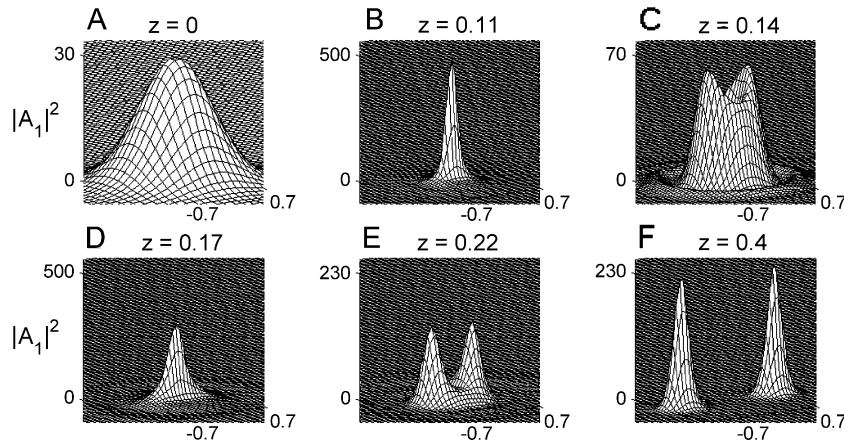 A z = 0
B z = 0.11
C z = 0.14
30
500
70
|A₁|²
0
0
0
-0.7 0.7
-0.7 0.7
-0.7 0.7
D z = 0.17
E z = 0.22
F z = 0.4
500
230
230
|A₁|²
0
0
0
-0.7 0.7
-0.7 0.7
-0.7 0.7